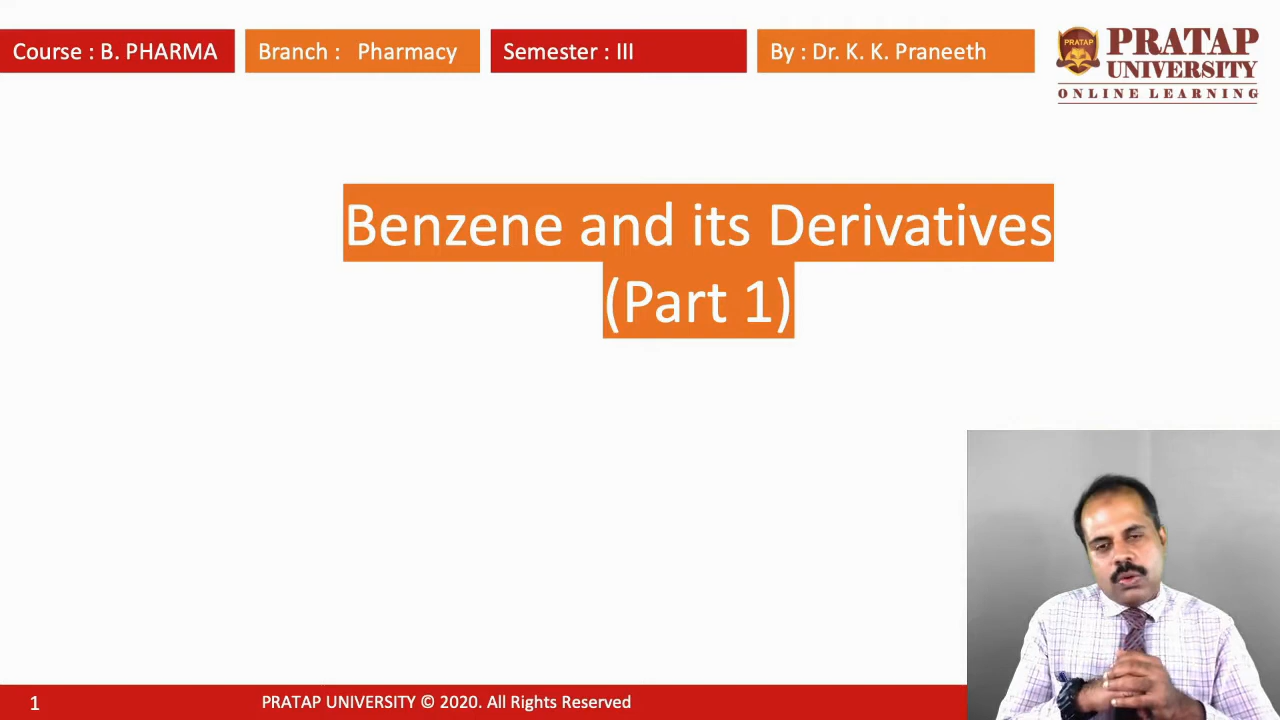 Course : B. PHARMA
Branch : Pharmacy
Semester : III
By : Dr. K. K. Praneeth
PRATAP
PRATAP
UNIVERSITY
ONLINE LEARNING
Benzene and its Derivatives
(Part 1)
1
PRATAP UNIVERSITY © 2020. All Rights Reserved